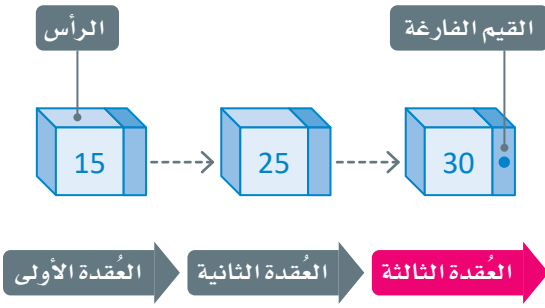 الرأس
القيم الفارغة
15
25
30
العُقدة الأولى
العُقدة الثانية
العُقدة الثالثة